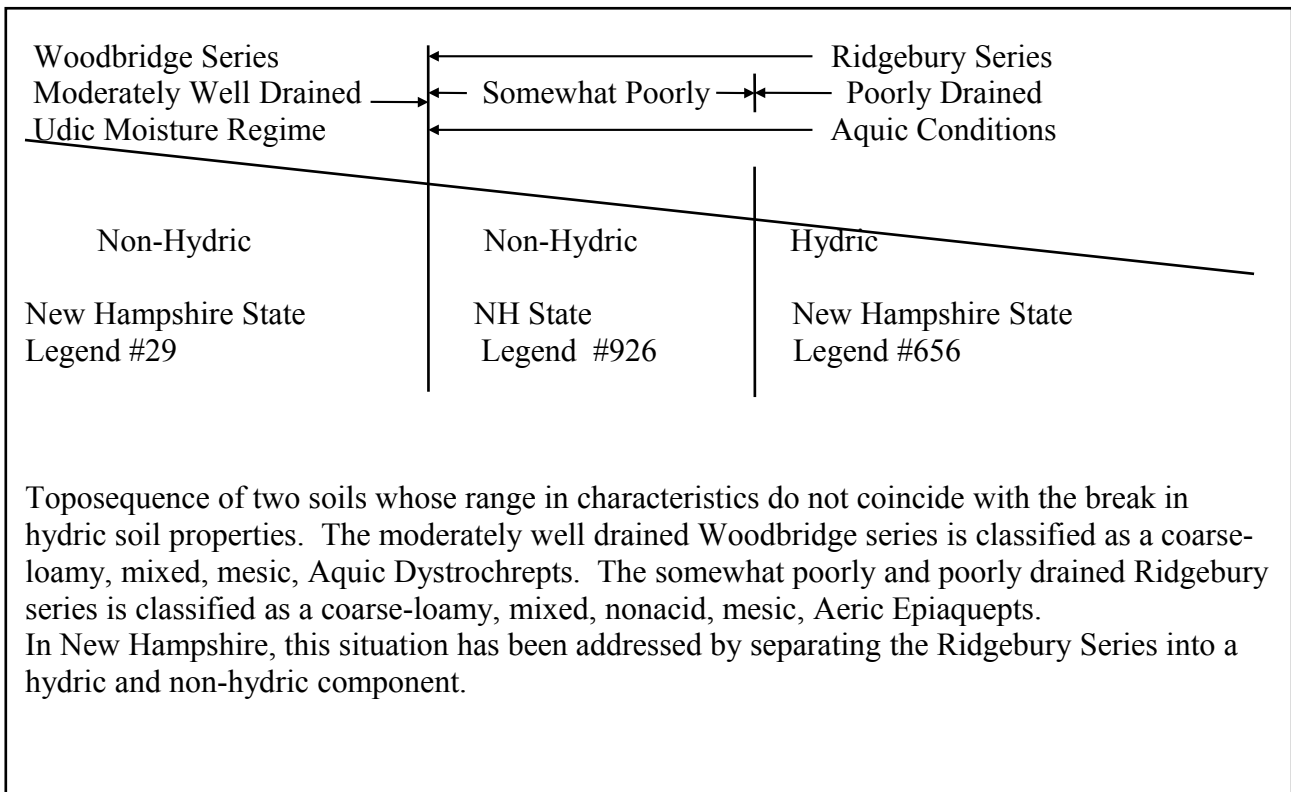 Woodbridge Series Ridgebury Series
Moderately Well Drained Somewhat Poorly Poorly Drained
Udic Moisture Regime Aquic Conditions
Non-Hydric Non-Hydric Hydric
New Hampshire State NH State New Hampshire State
Legend #29 Legend #926 Legend #656
Toposequence of two soils whose range in characteristics do not coincide with the break in
hydric soil properties. The moderately well drained Woodbridge series is classified as a coarse-
loamy, mixed, mesic, Aquic Dystrochrepts. The somewhat poorly and poorly drained Ridgebury
series is classified as a coarse-loamy, mixed, nonacid, mesic, Aeric Epiaquepts.
In New Hampshire, this situation has been addressed by separating the Ridgebury Series into a
hydric and non-hydric component.